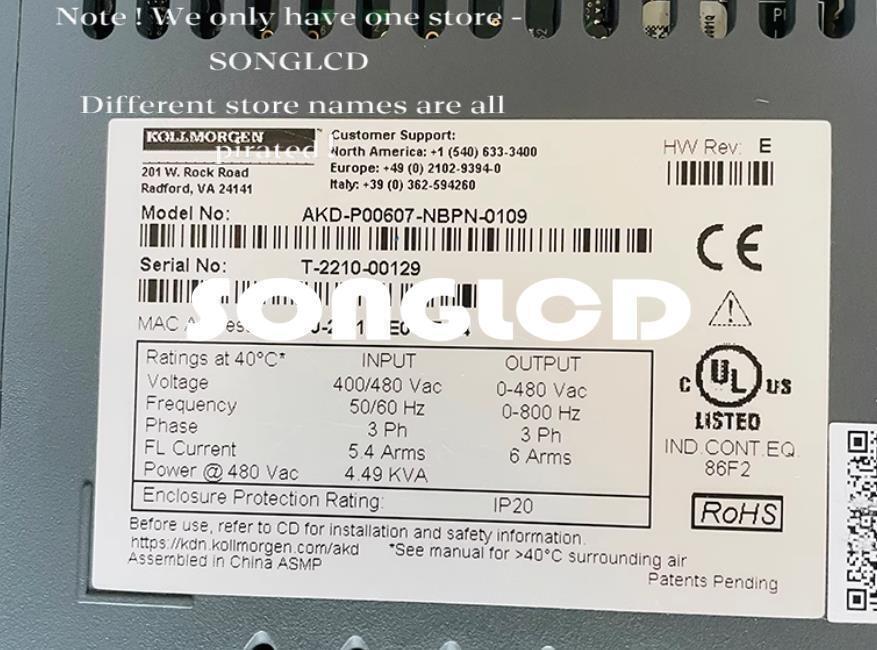 Note ! We only have one store -
SONGLCD
Different store names are all
pirated !
KOLLMORGEN
201 W. Rock Road
Radford, VA 24141
Customer Support:
North America: +1 (540) 633-3400
Europe: +49 (0) 2102-9394-0
Italy: +39 (0) 362-594260
HW Rev: E
Model No: AKD-P00607-NBPN-0109
Serial No: T-2210-00129
SONGLCD
MAC
Ratings at 40°C* INPUT OUTPUT
Voltage 400/480 Vac 0-480 Vac
Frequency 50/60 Hz 0-800 Hz
Phase 3 Ph 3 Ph
FL Current 5.4 Arms 6 Arms
Power @ 480 Vac 4.49 KVA
Enclosure Protection Rating: IP20
CE
C UL US
LISTED
IND.CONT.EQ.
86F2
RoHS
Before use, refer to CD for installation and safety information.
https://kdn.kollmorgen.com/akd *See manual for >40°C surrounding air
Assembled in China ASMP
Patents Pending